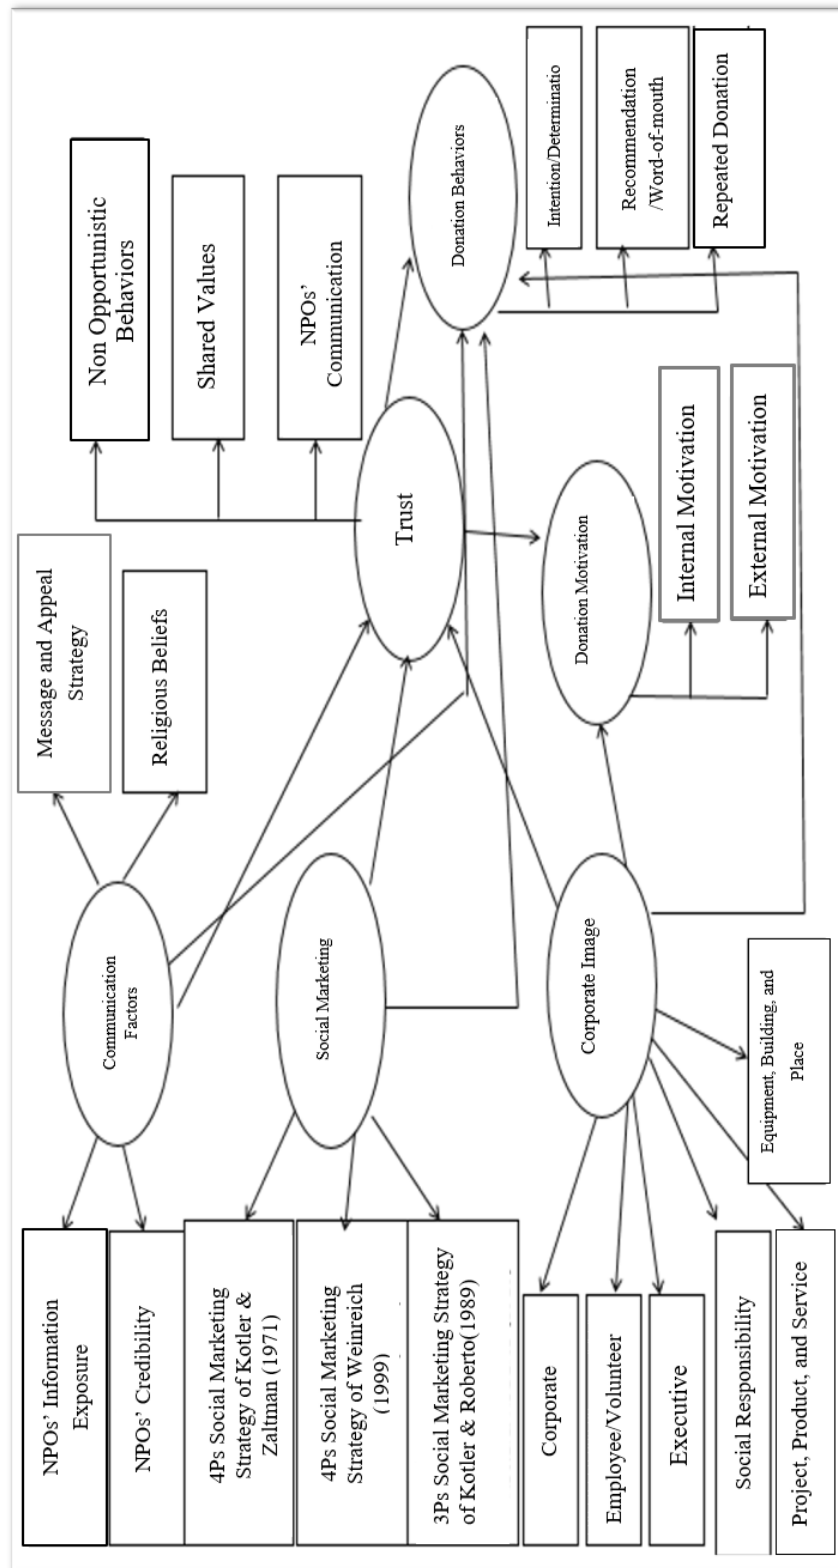 NPOs' Information
Exposure
NPOs' Credibility
4Ps Social Marketing
Strategy of Kotler &
Zaltman (1971)
4Ps Social Marketing
Strategy of Weinreich
(1999)
3Ps Social Marketing Strategy
of Kotler & Roberto(1989)
Corporate
Employee/Volunteer
Executive
Social Responsibility
Project, Product, and Service
Equipment, Building, and
Place
Communication
Factors
Social Marketing
Corporate Image
Message and Appeal
Strategy
Religious Beliefs
Trust
Donation Motivation
Internal Motivation
External Motivation
Non Opportunistic
Behaviors
Shared Values
NPOs'
Communication
Donation Behaviors
Intention/Determinatio
Recommendation
/Word-of-mouth
Repeated Donation